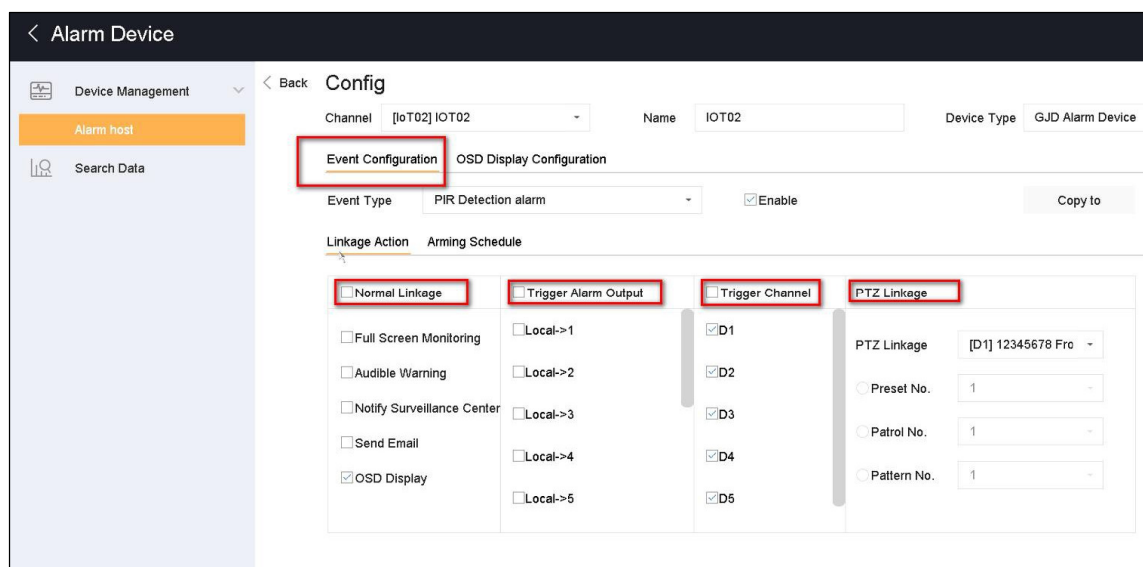 Alarm Device
Device Management
Alarm host
Search Data
Back Config
Channel [IoT02] IOT02 Name IOT02 Device Type GJD Alarm Device
Event Configuration OSD Display Configuration
Event Type PIR Detection alarm Enable Copy to
Linkage Action Arming Schedule
Normal Linkage Trigger Alarm Output Trigger Channel PTZ Linkage
Full Screen Monitoring Local->1 D1 PTZ Linkage [D1] 12345678 Fro
Audible Warning Local->2 D2 Preset No. 1
Notify Surveillance Center Local->3 D3 Patrol No. 1
Send Email Local->4 D4 Pattern No. 1
OSD Display Local->5 D5